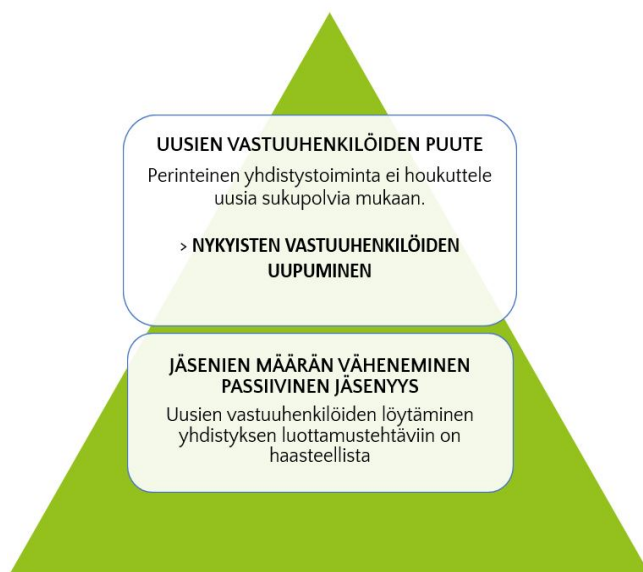 UUSIEN VASTUUHENKILÖIDEN PUUTE
Perinteinen yhdistystoiminta ei houkuttele
uusia sukupolvia mukaan.
> NYKYISTEN VASTUUHENKILÖIDEN
UUPUMINEN
JÄSENIEN MÄÄRÄN VÄHENEMINEN
PASSIIVINEN JÄSENYYS
Uusien vastuuhenkilöiden löytäminen
yhdistyksen luottamustehtäviin on
haasteellista